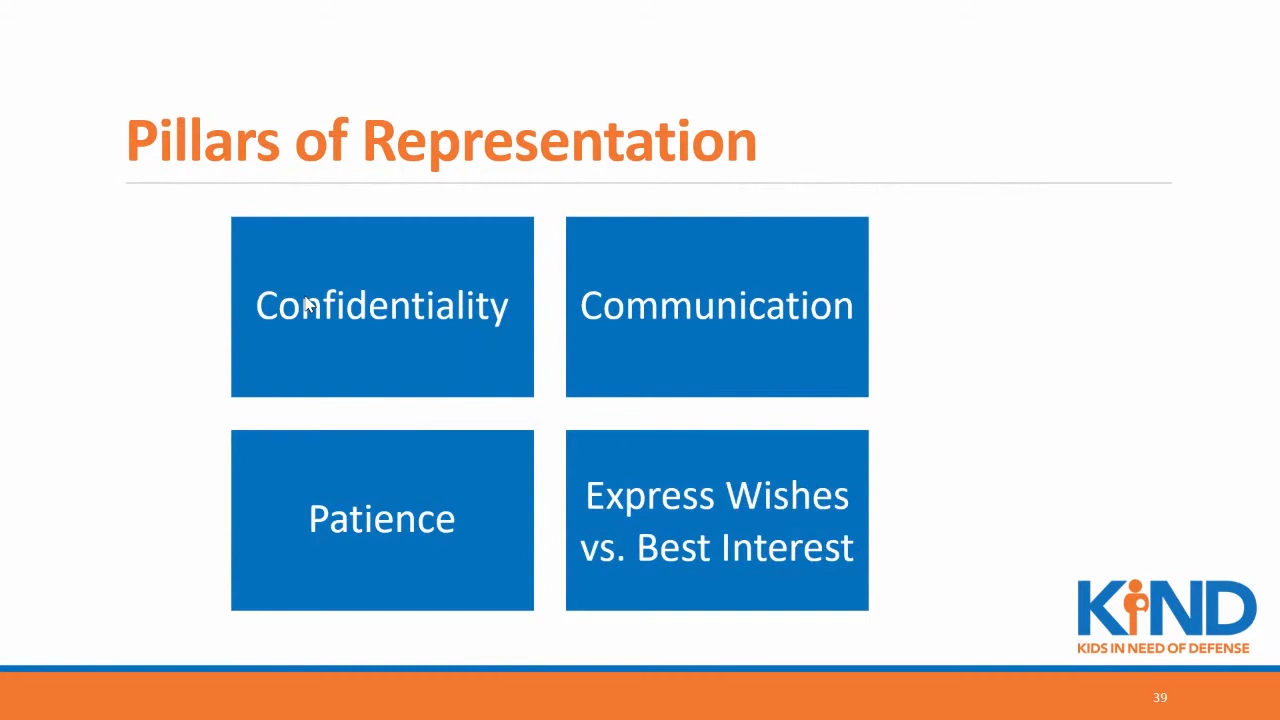 Pillars of Representation
Confidentiality
Communication
Patience
Express Wishes
vs. Best Interest
KiND
KIDS IN NEED OF DEFENSE
39